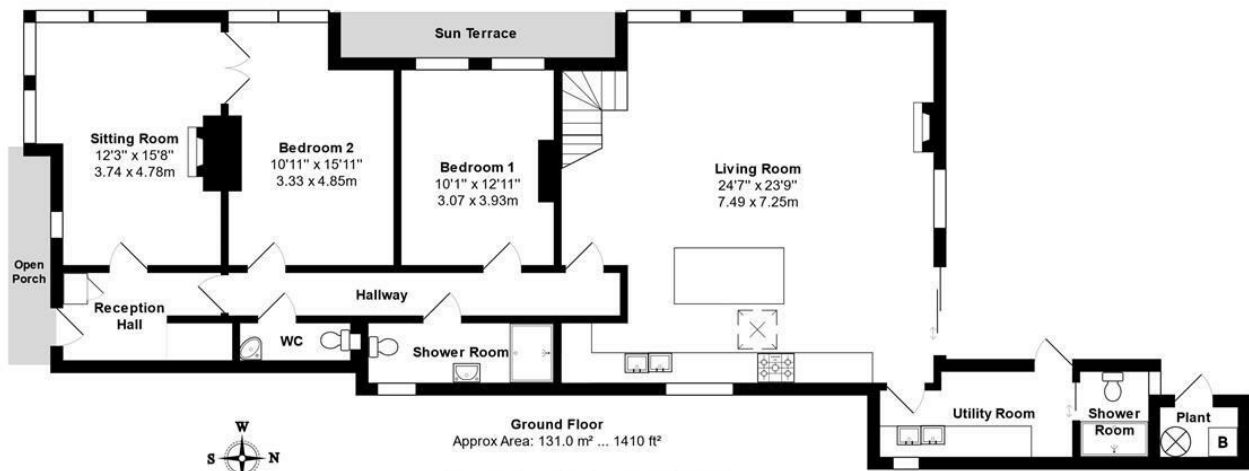 Sun Terrace
Sitting Room
12'3" x 15'8"
3.74 x 4.78m
Bedroom 2
10'11" x 15'11"
3.33 x 4.85m
Bedroom 1
10'1" x 12'11"
3.07 x 3.93m
Living Room
24'7" x 23'9"
7.49 x 7.25m
Open
Porch
Reception
Hall
Hallway
WC
Shower Room
Utility Room
Shower
Room
Plant
B
Ground Floor
Approx Area: 131.0 m² ... 1410 ft²
W
S
N
E